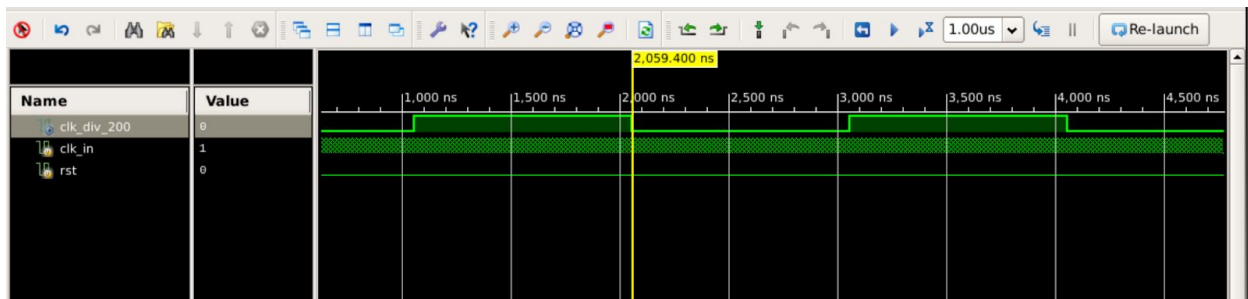 1.00us
Re-launch
2,059.400 ns
Name
Value
1,000 ns
1,500 ns
2,000 ns
2,500 ns
3,000 ns
3,500 ns
4,000 ns
4,500 ns
clk_div_200
0
clk_in
1
rst
0